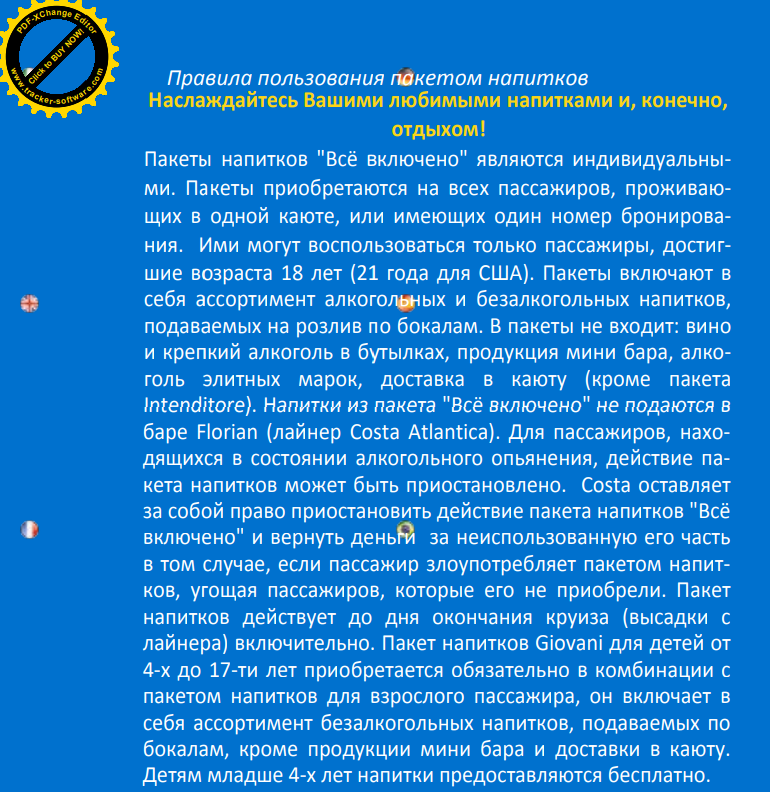 PDF-XChange Editor
Click to BUY NOW!
www.tracker-software.com
Правила пользования пакетом напитков
Наслаждайтесь Вашими любимыми напитками и, конечно,
отдыхом!
Пакеты напитков "Всё включено" являются индивидуальны-
ми. Пакеты приобретаются на всех пассажиров, проживаю-
щих в одной каюте, или имеющих один номер бронирова-
ния. Ими могут воспользоваться только пассажиры, достиг-
шие возраста 18 лет (21 года для США). Пакеты включают в
себя ассортимент алкогольных и безалкогольных напитков,
подаваемых на розлив по бокалам. В пакеты не входит: вино
и крепкий алкоголь в бутылках, продукция мини бара, алко-
голь элитных марок, доставка в каюту (кроме пакета
Intenditore). Напитки из пакета "Всё включено" не подаются в
баре Florian (лайнер Costa Atlantica). Для пассажиров, нахо-
дящихся в состоянии алкогольного опьянения, действие па-
кета напитков может быть приостановлено. Costa оставляет
за собой право приостановить действие пакета напитков "Всё
включено" и вернуть деньги за неиспользованную его часть
в том случае, если пассажир злоупотребляет пакетом напит-
ков, угощая пассажиров, которые его не приобрели. Пакет
напитков действует до дня окончания круиза (высадки с
лайнера) включительно. Пакет напитков Giovani для детей от
4-х до 17-ти лет приобретается обязательно в комбинации с
пакетом напитков для взрослого пассажира, он включает в
себя ассортимент безалкогольных напитков, подаваемых по
бокалам, кроме продукции мини бара и доставки в каюту.
Детям младше 4-х лет напитки предоставляются бесплатно.